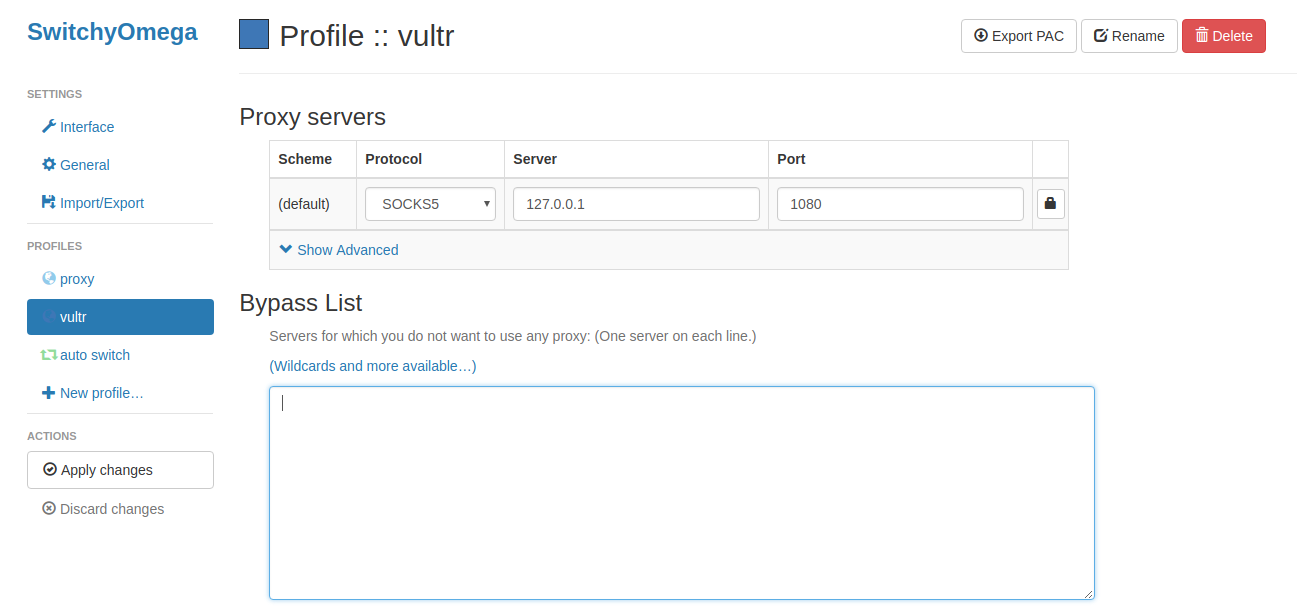 SwitchyOmega
SETTINGS
Interface
General
Import/Export
PROFILES
proxy
vultr
auto switch
New profile…
ACTIONS
Apply changes
Discard changes
Profile :: vultr
Export PAC
Rename
Delete
Proxy servers
Scheme Protocol Server Port
(default) SOCKS5 127.0.0.1 1080
Show Advanced
Bypass List
Servers for which you do not want to use any proxy: (One server on each line.)
(Wildcards and more available…)